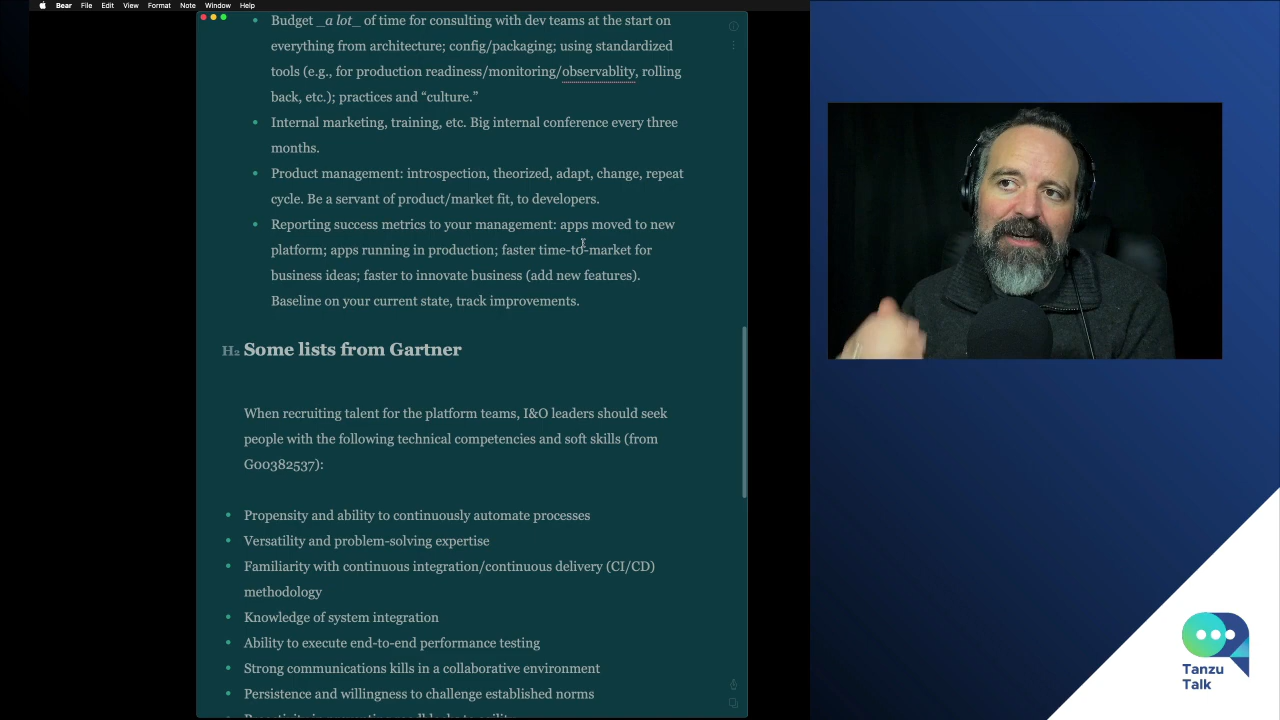 Bear File Edit View Format Note Window Help
Budget _a lot_ of time for consulting with dev teams at the start on
everything from architecture; config/packaging; using standardized
tools (e.g., for production readiness/monitoring/observablity, rolling
back, etc.); practices and “culture.”
Internal marketing, training, etc. Big internal conference every three
months.
Product management: introspection, theorized, adapt, change, repeat
cycle. Be a servant of product/market fit, to developers.
Reporting success metrics to your management: apps moved to new
platform; apps running in production; faster time-to-market for
business ideas; faster to innovate business (add new features).
Baseline on your current state, track improvements.
H2 Some lists from Gartner
When recruiting talent for the platform teams, I&O leaders should seek
people with the following technical competencies and soft skills (from
G00382537):
Propensity and ability to continuously automate processes
Versatility and problem-solving expertise
Familiarity with continuous integration/continuous delivery (CI/CD)
methodology
Knowledge of system integration
Ability to execute end-to-end performance testing
Strong communications kills in a collaborative environment
Persistence and willingness to challenge established norms
Tanzu
Talk